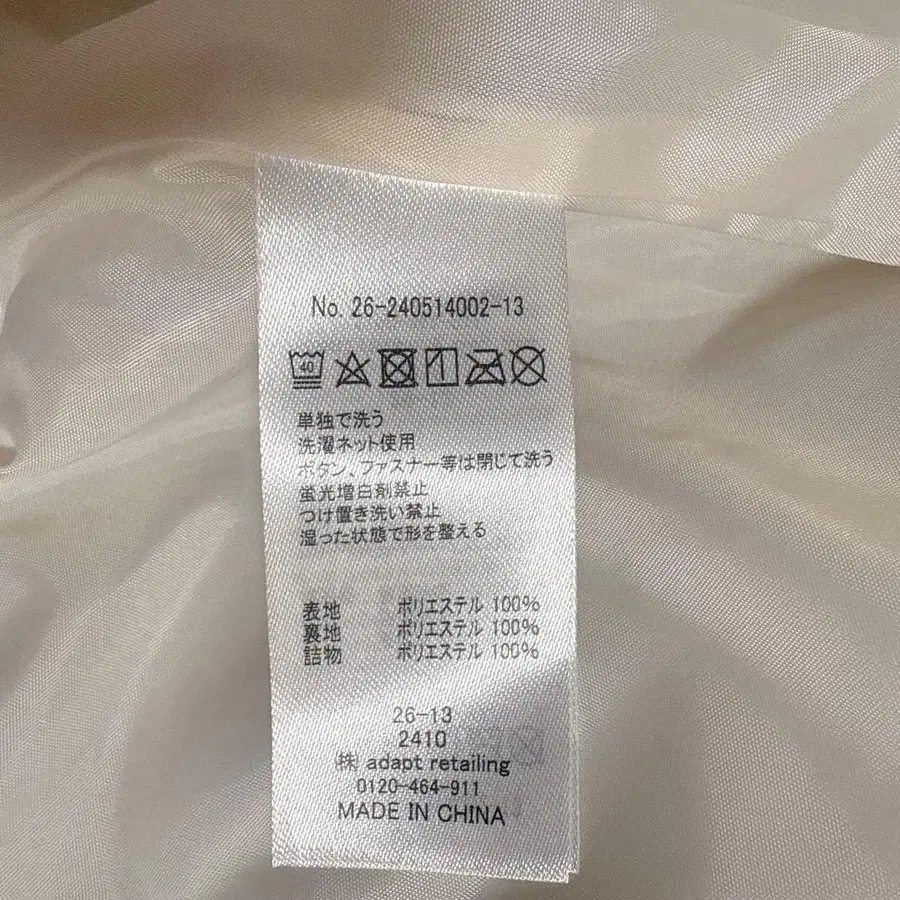 No. 26-240514002-13
40
単独で洗う
洗濯ネット使用
ボタン、ファスナー等は閉じて洗う
蛍光増白剤禁止
つけ置き洗い禁止
湿った状態で形を整える
表地 ポリエステル 100%
裏地 ポリエステル 100%
詰物 ポリエステル 100%
26-13
2410
㈱ adapt retailing
0120-464-911
MADE IN CHINA